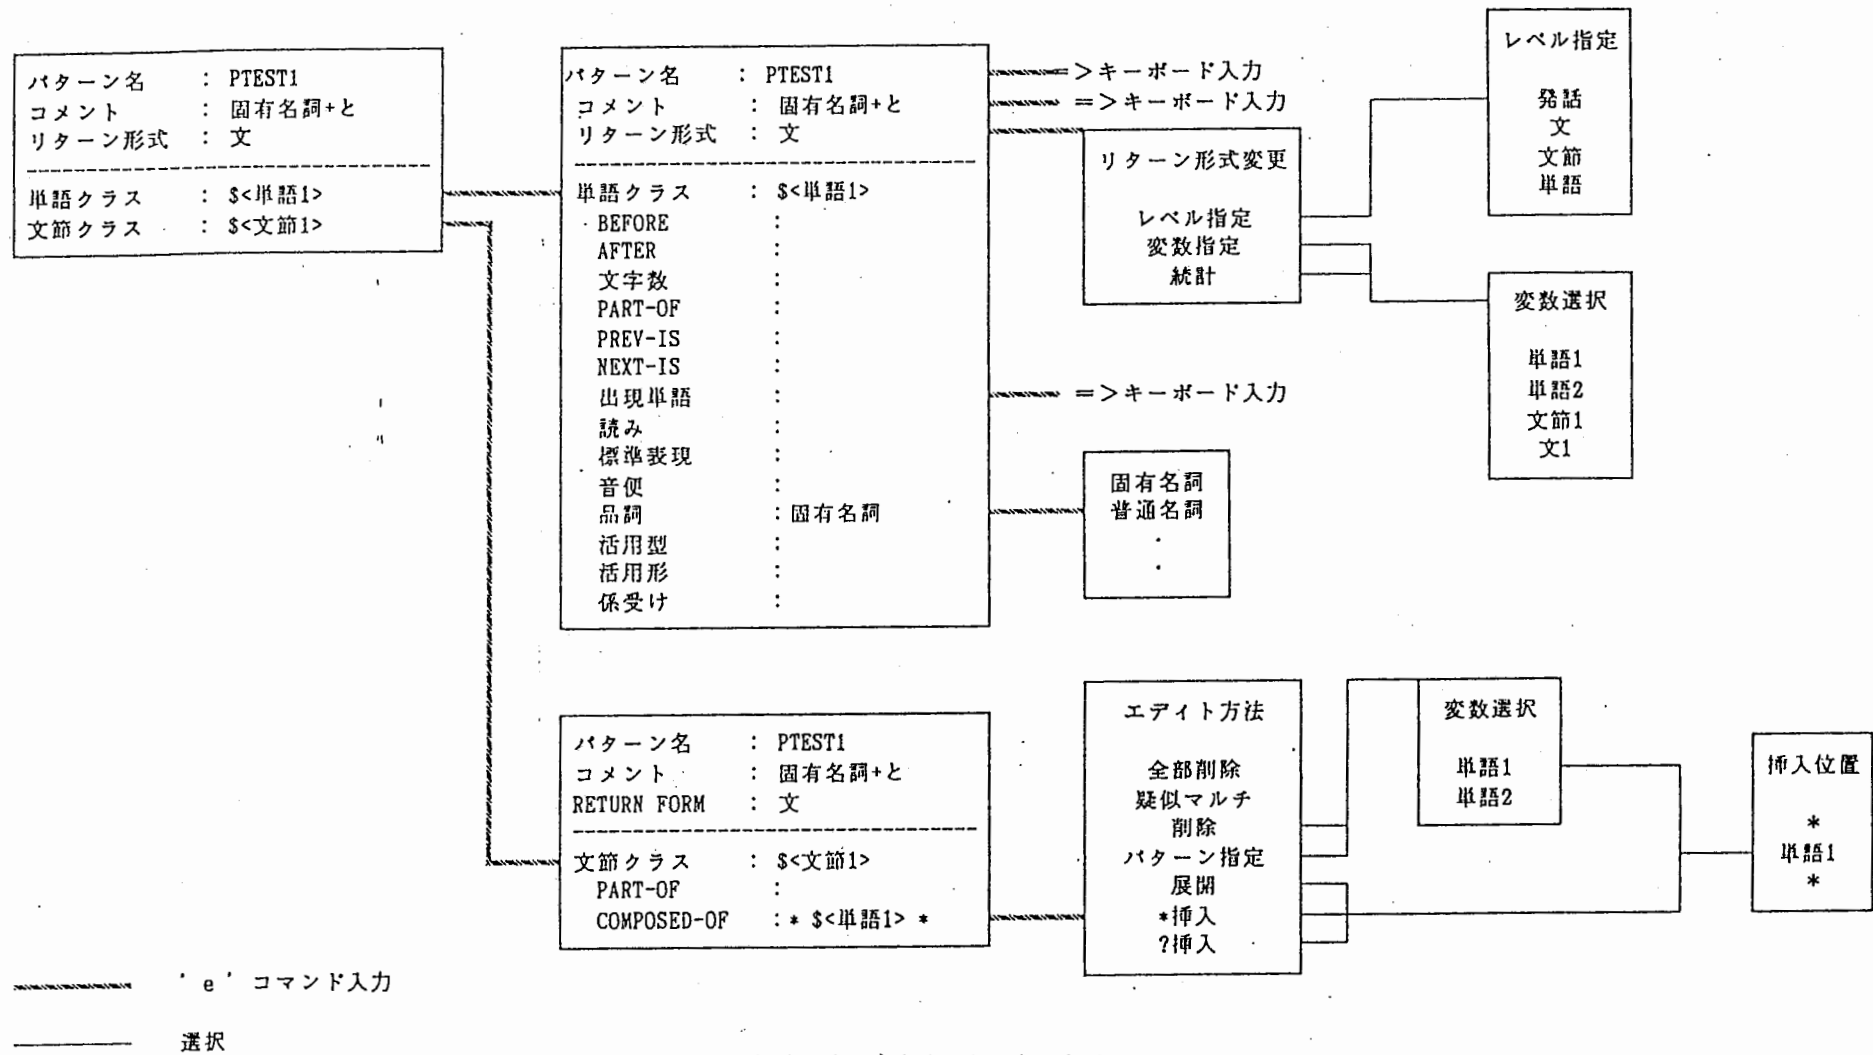 パターン名 : PTEST1
コメント : 固有名詞+と
リターン形式 : 文
単語クラス : $<単語1>
文節クラス : $<文節1>
パターン名 : PTEST1
コメント : 固有名詞+と
リターン形式 : 文
単語クラス : $<単語1>
BEFORE :
AFTER :
文字数 :
PART-OF :
PREV-IS :
NEXT-IS :
出現単語 :
読み :
標準表現 :
音便 :
品詞 : 固有名詞
活用型 :
活用形 :
係受け :
=>キーボード入力
=>キーボード入力
リターン形式変更
レベル指定
変数指定
統計
レベル指定
発話
文
文節
単語
変数選択
単語1
単語2
文節1
文1
=>キーボード入力
固有名詞
普通名詞
・
・
パターン名 : PTEST1
コメント : 固有名詞+と
RETURN FORM : 文
文節クラス : $<文節1>
PART-OF :
COMPOSED-OF : * $<単語1> *
エディト方法
全部削除
疑似マルチ
削除
パターン指定
展開
*挿入
?挿入
変数選択
単語1
単語2
挿入位置
*
単語1
*
'e' コマンド入力
選択